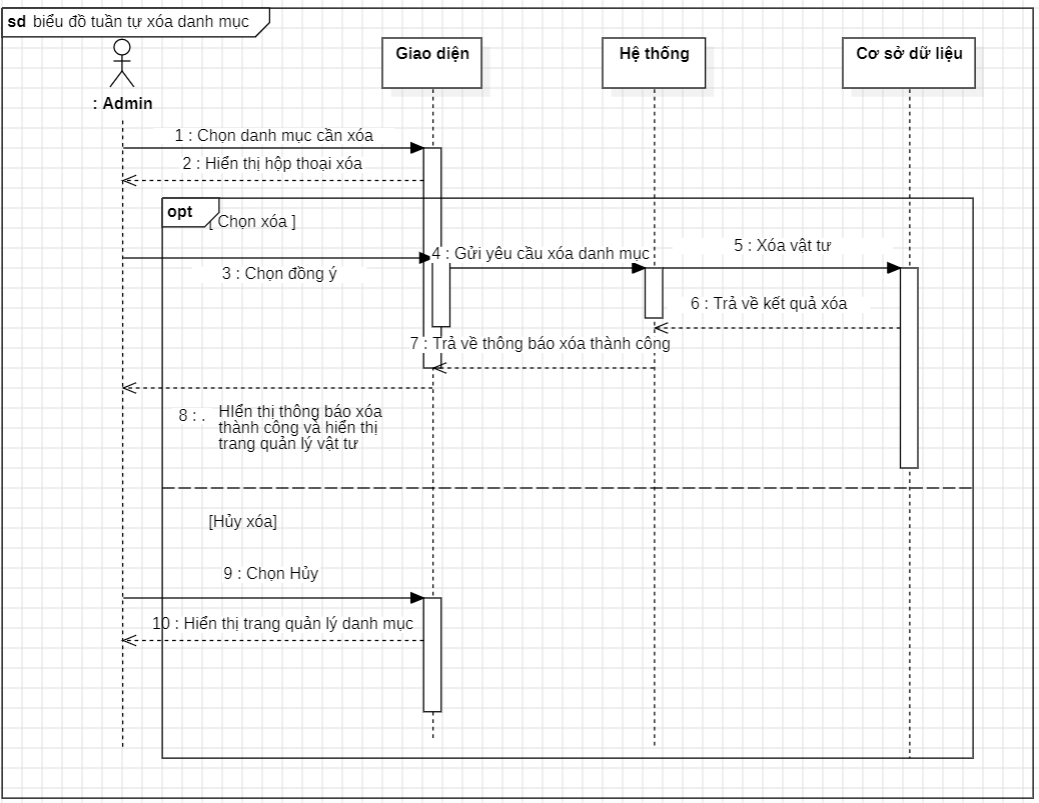 sd biểu đồ tuần tự xóa danh mục
: Admin
Giao diện
Hệ thống
Cơ sở dữ liệu
1 : Chọn danh mục cần xóa
2 : Hiển thị hộp thoại xóa
opt
[ Chọn xóa ]
3 : Chọn đồng ý
4 : Gửi yêu cầu xóa danh mục
5 : Xóa vật tư
6 : Trả về kết quả xóa
7 : Trả về thông báo xóa thành công
8 : . HIển thị thông báo xóa
thành công và hiển thị
trang quản lý vật tư
[Hủy xóa]
9 : Chọn Hủy
10 : Hiển thị trang quản lý danh mục